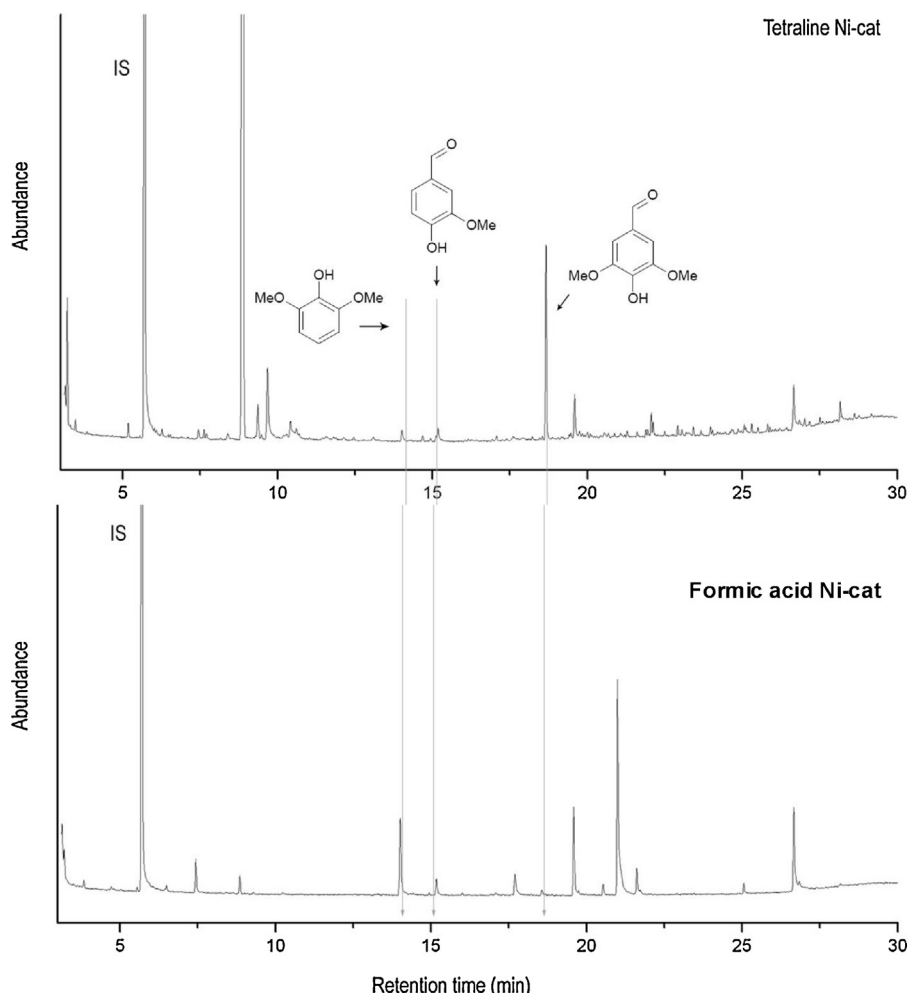 Tetraline Ni-cat
IS
Abundance
O
OMe
OH
OH
MeO
OMe
O
MeO
OMe
OH
5
10
15
20
25
30
IS
Formic acid Ni-cat
Abundance
5
10
15
20
25
30
Retention time (min)